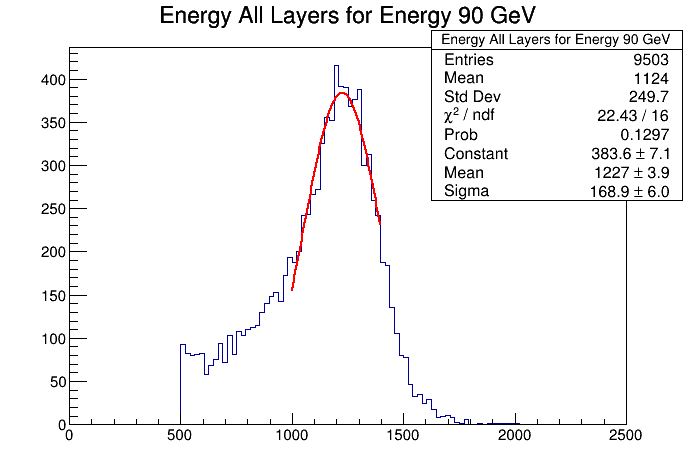 Energy All Layers for Energy 90 GeV
Energy All Layers for Energy 90 GeV
Entries 9503
Mean 1124
Std Dev 249.7
χ² / ndf 22.43 / 16
Prob 0.1297
Constant 383.6 ± 7.1
Mean 1227 ± 3.9
Sigma 168.9 ± 6.0
400
350
300
250
200
150
100
50
0
0 500 1000 1500 2000 2500